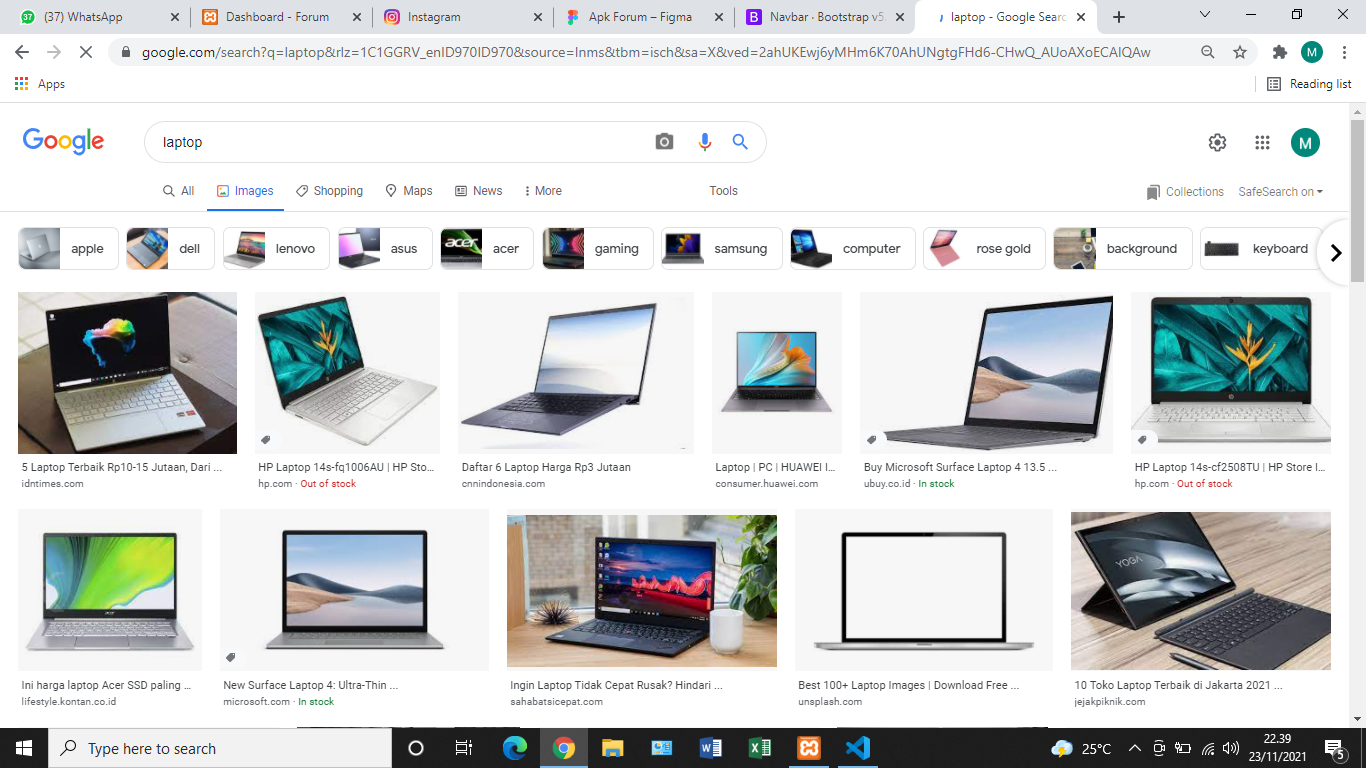 (37) WhatsApp
Dashboard - Forum
Instagram
Apk Forum – Figma
Navbar · Bootstrap v5.
laptop - Google Searc
google.com/search?q=laptop&rlz=1C1GGRV_enID970ID970&source=lnms&tbm=isch&sa=X&ved=2ahUKEwj6yMHm6K70AhUNgtgFHd6-CHwQ_AUoAXoECAIQAw
M
Apps
Reading list
Google
laptop
M
All
Images
Shopping
Maps
News
More
Tools
Collections
SafeSearch on
apple
dell
lenovo
asus
acer
acer
gaming
samsung
computer
rose gold
background
keyboard
5 Laptop Terbaik Rp10-15 Jutaan, Dari ...
idntimes.com
HP Laptop 14s-fq1006AU | HP Sto...
hp.com · Out of stock
Daftar 6 Laptop Harga Rp3 Jutaan
cnnindonesia.com
Laptop | PC | HUAWEI I...
consumer.huawei.com
Buy Microsoft Surface Laptop 4 13.5 ...
ubuy.co.id · In stock
HP Laptop 14s-cf2508TU | HP Store I...
hp.com · Out of stock
YOGA
Ini harga laptop Acer SSD paling ...
lifestyle.kontan.co.id
New Surface Laptop 4: Ultra-Thin ...
microsoft.com · In stock
Ingin Laptop Tidak Cepat Rusak? Hindari ...
sahabatsicepat.com
Best 100+ Laptop Images | Download Free ...
unsplash.com
10 Toko Laptop Terbaik di Jakarta 2021 ...
jejakpiknik.com
Type here to search
25°C
22.39
23/11/2021
5